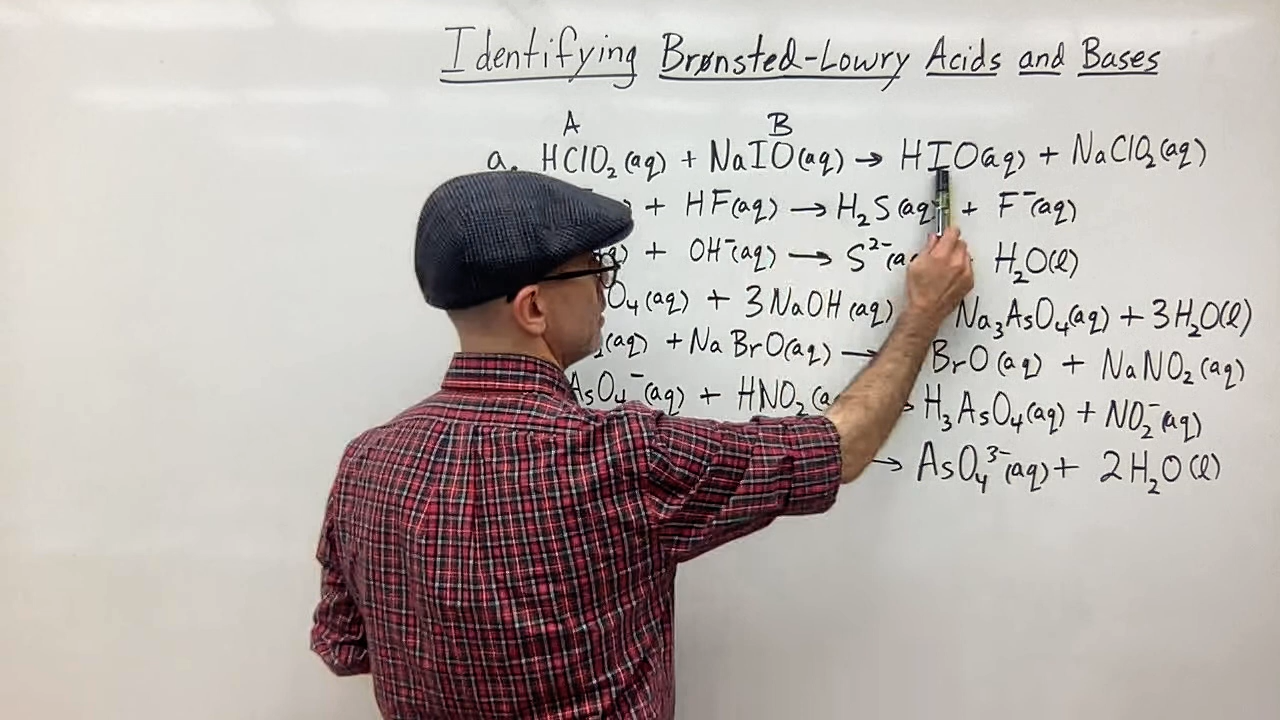 Identifying Brønsted-Lowry Acids and Bases
A B
a. HClO₂(aq) + NaIO(aq) → HIO(aq) + NaClO₂(aq)
+ HF(aq) → H₂S(aq) + F⁻(aq)
+ OH⁻(aq) → S²⁻(a H₂O(l)
O₄(aq) + 3NaOH(aq) Na₃AsO₄(aq) + 3H₂O(l)
(aq) + NaBrO(aq) → BrO(aq) + NaNO₂(aq)
AsO₄⁻(aq) + HNO₂(a → H₃AsO₄(aq) + NO₂⁻(aq)
→ AsO₄³⁻(aq) + 2H₂O(l)